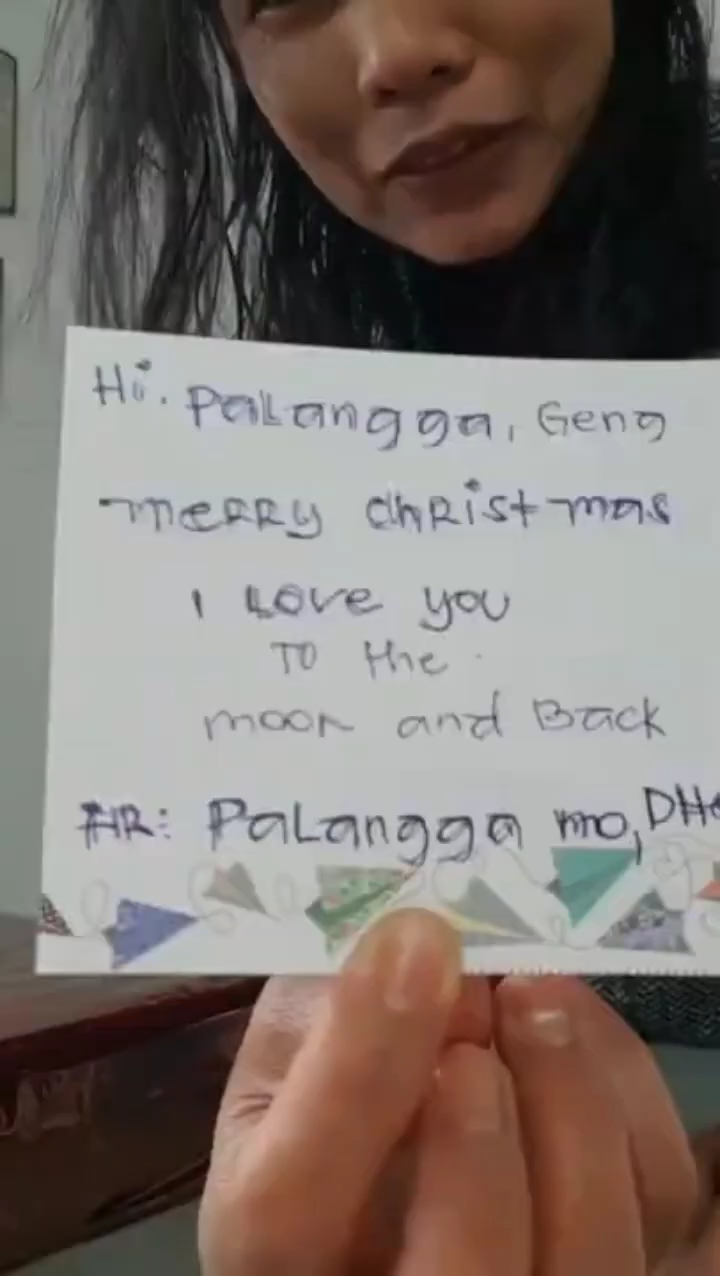 Hi. Palangga, Geng
merry christmas
I Love you
To the
moon and Back
FR: Palangga mo,